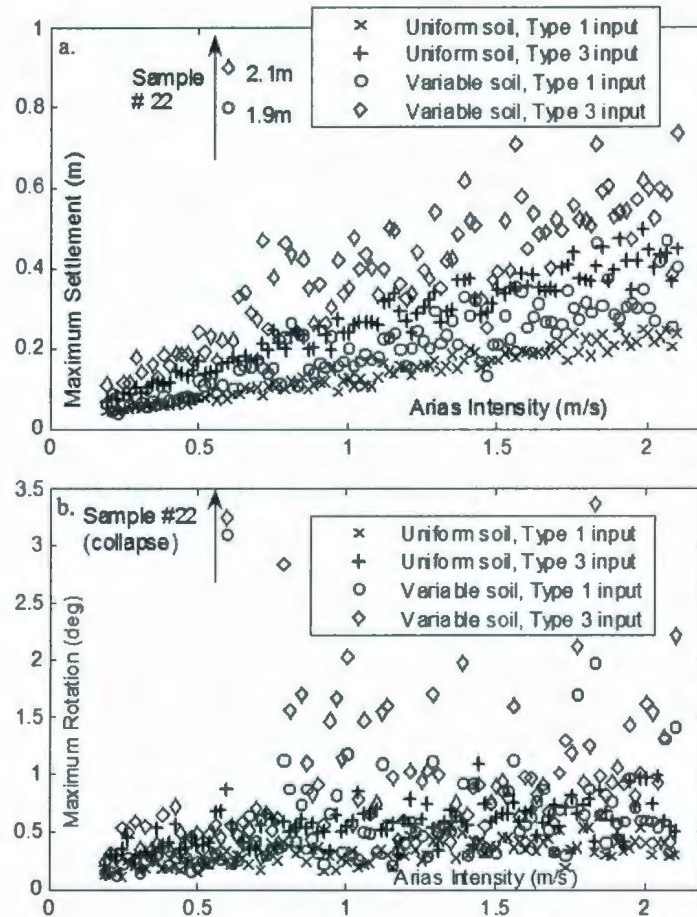 a.
Sample
# 22
2.1m
1.9m
Uniform soil, Type 1 input
Uniform soil, Type 3 input
Variable soil, Type 1 input
Variable soil, Type 3 input
Maximum Settlement (m)
1
0.8
0.6
0.4
0.2
0
Arias Intensity (m/s)
0 0.5 1 1.5 2
b.
Sample #22
(collapse)
Uniform soil, Type 1 input
Uniform soil, Type 3 input
Variable soil, Type 1 input
Variable soil, Type 3 input
Maximum Rotation (deg)
3.5
3
2.5
2
1.5
1
0.5
0
Arias Intensity (m/s)
0 0.5 1 1.5 2